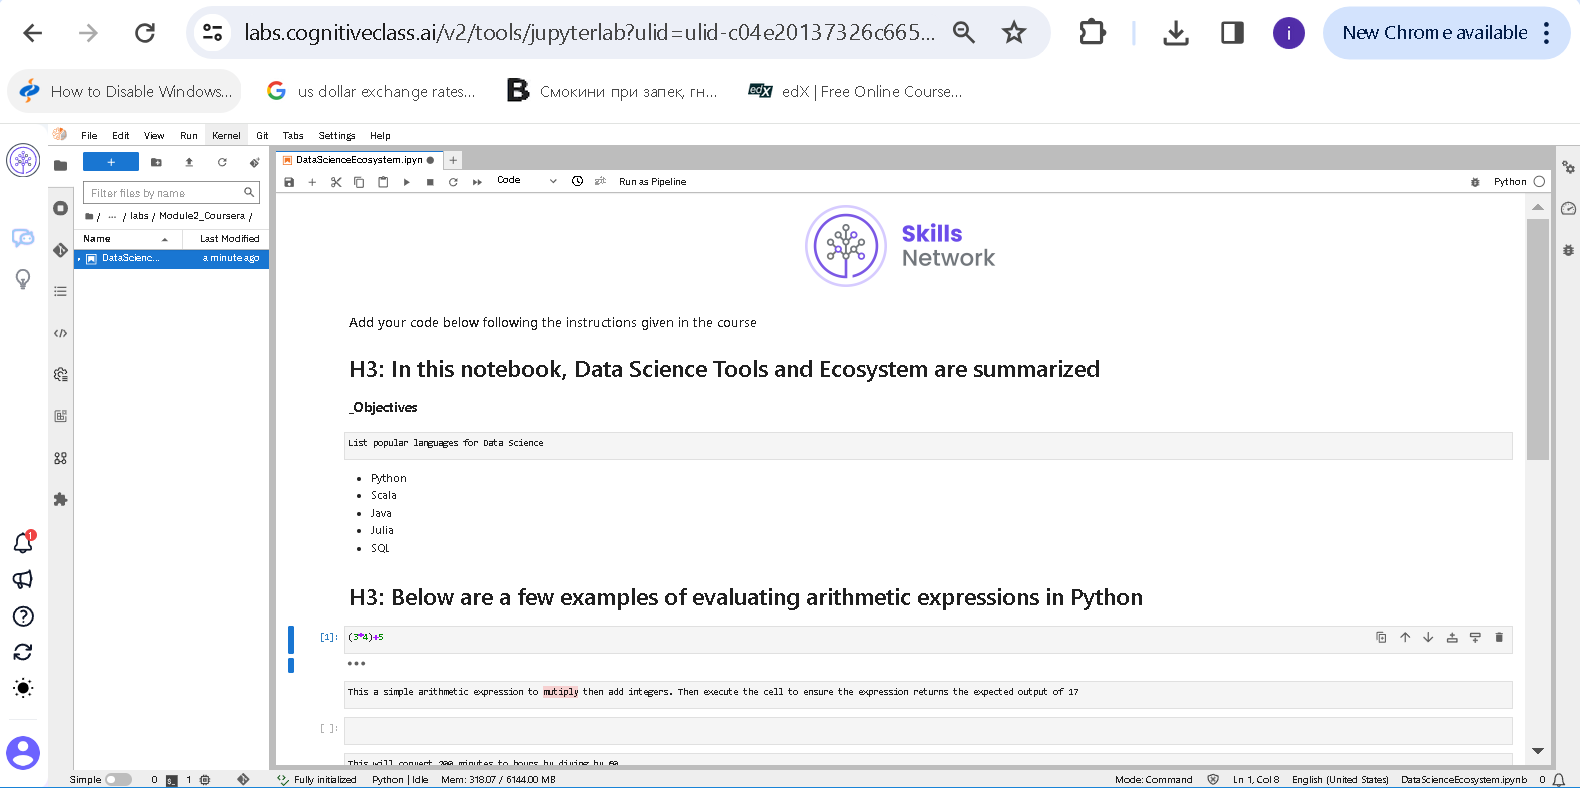 labs.cognitiveclass.ai/v2/tools/jupyterlab?ulid=ulid-c04e20137326c665...
i
New Chrome available
How to Disable Windows...
us dollar exchange rates...
B
Смокини при запек, гн...
edX
edX | Free Online Course...
File Edit View Run Kernel Git Tabs Settings Help
+
DataScienceEcosystem.ipyn
+
Filter files by name
Code
Run as Pipeline
Python
/ ... / labs / Module2_Coursera /
Name
Last Modified
DataScienc...
a minute ago
Skills
Network
Add your code below following the instructions given in the course
H3: In this notebook, Data Science Tools and Ecosystem are summarized
_Objectives
List popular languages for Data Science
• Python
• Scala
• Java
• Julia
• SQL
H3: Below are a few examples of evaluating arithmetic expressions in Python
[1]: (3*4)+5
•••
This a simple arithmetic expression to mutiply then add integers. Then execute the cell to ensure the expression returns the expected output of 17
[ ]:
This will convert 200 minutes to hours by diving by 60
1
Simple 0 1 Fully initialized Python | Idle Mem: 318.07 / 6144.00 MB Mode: Command Ln 1, Col 8 English (United States) DataScienceEcosystem.ipynb 0